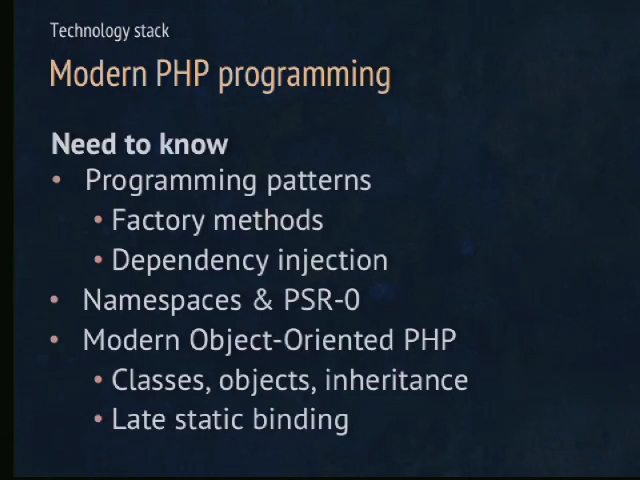 Technology stack
Modern PHP programming
Need to know
• Programming patterns
• Factory methods
• Dependency injection
• Namespaces & PSR-0
• Modern Object-Oriented PHP
• Classes, objects, inheritance
• Late static binding